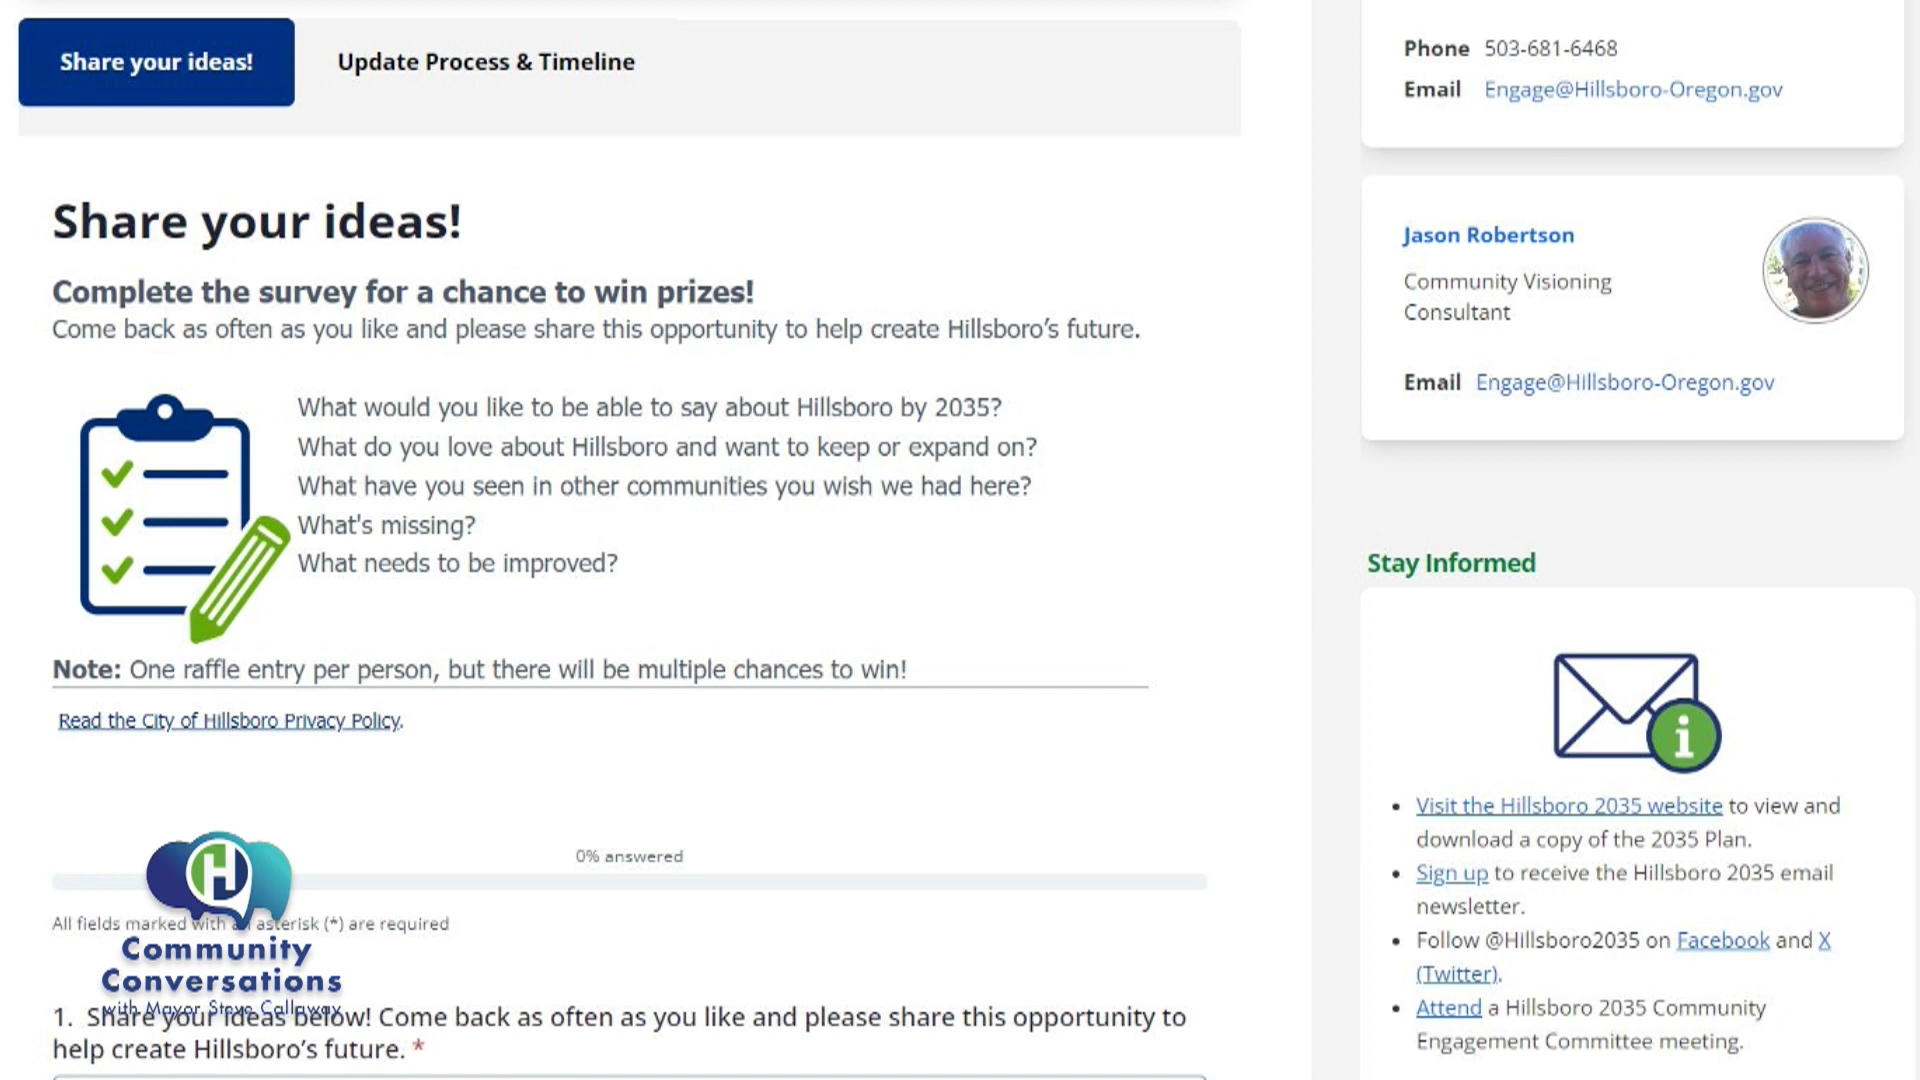 Share your ideas!
Update Process & Timeline
Share your ideas!
Complete the survey for a chance to win prizes!
Come back as often as you like and please share this opportunity to help create Hillsboro’s future.
What would you like to be able to say about Hillsboro by 2035?
What do you love about Hillsboro and want to keep or expand on?
What have you seen in other communities you wish we had here?
What's missing?
What needs to be improved?
Note: One raffle entry per person, but there will be multiple chances to win!
Read the City of Hillsboro Privacy Policy.
0% answered
All fields marked with an asterisk (*) are required
H
Community
Conversations
with Mayor Steve Callaway
1. Share your ideas below! Come back as often as you like and please share this opportunity to
help create Hillsboro’s future. *
Phone 503-681-6468
Email Engage@Hillsboro-Oregon.gov
Jason Robertson
Community Visioning
Consultant
Email Engage@Hillsboro-Oregon.gov
Stay Informed
i
• Visit the Hillsboro 2035 website to view and
download a copy of the 2035 Plan.
• Sign up to receive the Hillsboro 2035 email
newsletter.
• Follow @Hillsboro2035 on Facebook and X
(Twitter).
• Attend a Hillsboro 2035 Community
Engagement Committee meeting.